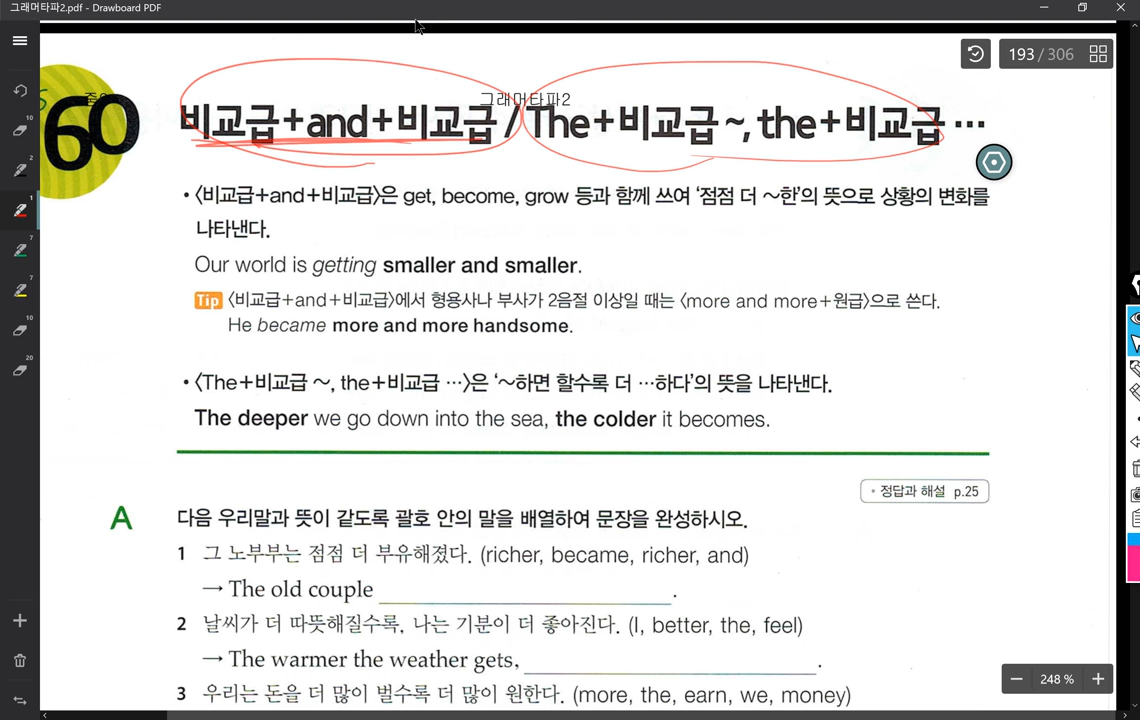 그래머타파2.pdf - Drawboard PDF
193 / 306
60
그래머타파2
비교급+and+비교급 / The+비교급 ~, the+비교급 …
• 〈비교급+and+비교급〉은 get, become, grow 등과 함께 쓰여 ‘점점 더 ~한’의 뜻으로 상황의 변화를
나타낸다.
Our world is getting smaller and smaller.
Tip 〈비교급+and+비교급〉에서 형용사나 부사가 2음절 이상일 때는 〈more and more+원급〉으로 쓴다.
He became more and more handsome.
• 〈The+비교급 ~, the+비교급 …〉은 ‘~하면 할수록 더 …하다’의 뜻을 나타낸다.
The deeper we go down into the sea, the colder it becomes.
• 정답과 해설 p.25
A 다음 우리말과 뜻이 같도록 괄호 안의 말을 배열하여 문장을 완성하시오.
1 그 노부부는 점점 더 부유해졌다. (richer, became, richer, and)
→ The old couple ____________.
2 날씨가 더 따뜻해질수록, 나는 기분이 더 좋아진다. (I, better, the, feel)
→ The warmer the weather gets, ____________.
3 우리는 돈을 더 많이 벌수록 더 많이 원한다. (more, the, earn, we, money)
248 %
10
2
1
7
7
10
20